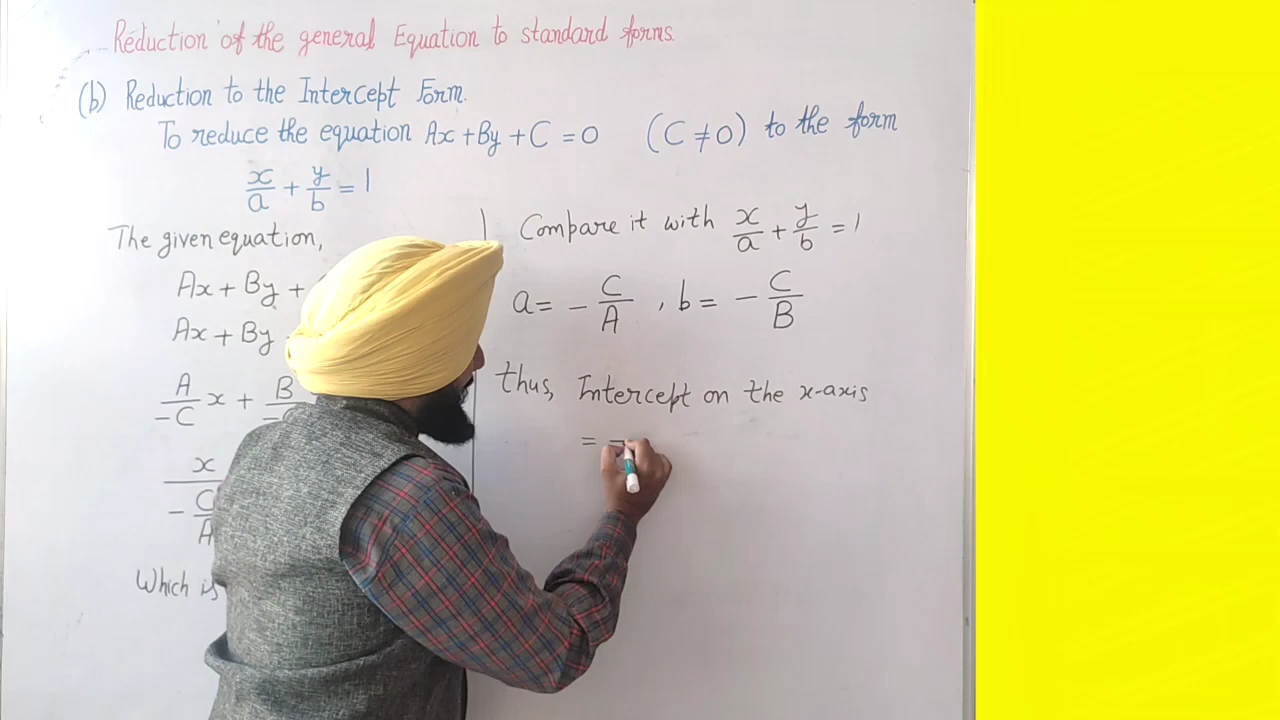 Reduction of the general Equation to standard forms.
(b) Reduction to the Intercept Form.
To reduce the equation Ax + By + C = 0 (C ≠ 0) to the form
x/a + y/b = 1
The given equation,
Ax + By +
Ax + By
A/-C x + B/-
x
- C/A
Which is
Compare it with x/a + y/b = 1
a = - C/A , b = - C/B
thus, Intercept on the x-axis
= -